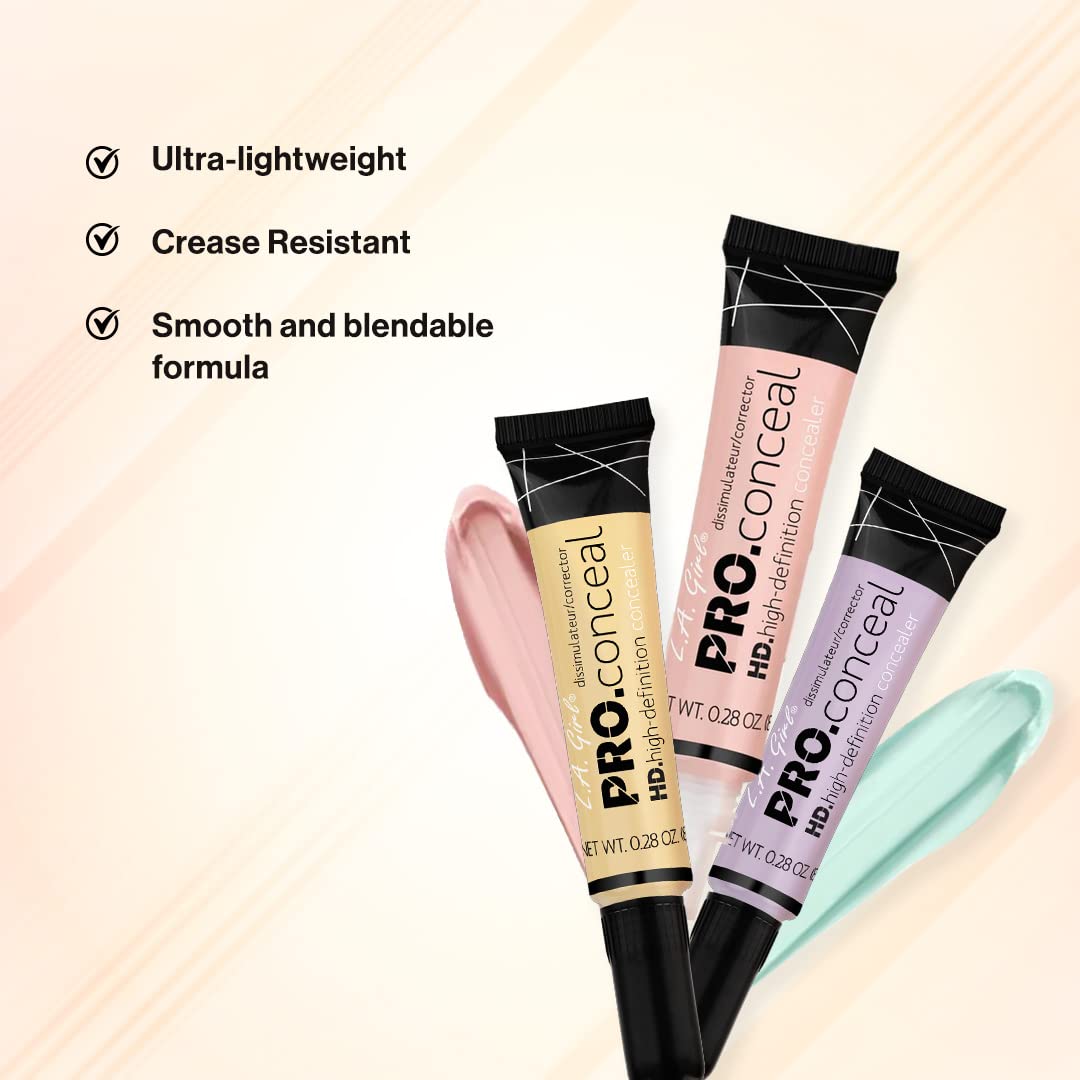 Ultra-lightweight
Crease Resistant
Smooth and blendable
formula
L.A. Girl®
dissimulateur/corrector
PRO.conceal
HD.high-definition concealer
NET WT. 0.28 OZ.
L.A. Girl®
dissimulateur/corrector
PRO.conceal
HD.high-definition concealer
WT. 0.28 OZ
L.A. Girl®
dissimulateur/corrector
PRO.conceal
HD.high-definition concealer
NET WT. 0.28 OZ